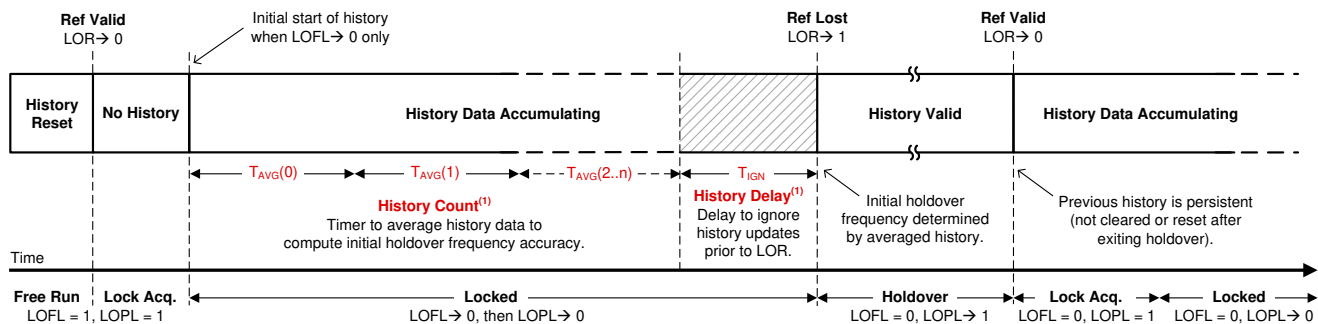 Ref Valid
LOR→ 0
Initial start of history
when LOFL→ 0 only
Ref Lost
LOR→ 1
Ref Valid
LOR→ 0
History
Reset
No History
History Data Accumulating
History Valid
History Data Accumulating
TAVG(0)
TAVG(1)
TAVG(2..n)
TIGN
History Count(1)
Timer to average history data to
compute initial holdover frequency accuracy.
History Delay(1)
Delay to ignore
history updates
prior to LOR.
Initial holdover
frequency determined
by averaged history.
Previous history is persistent
(not cleared or reset after
exiting holdover).
Time
Free Run
Lock Acq.
LOFL = 1, LOPL = 1
Locked
LOFL→ 0, then LOPL→ 0
Holdover
LOFL = 0, LOPL→ 1
Lock Acq.
LOFL = 0, LOPL = 1
Locked
LOFL = 0, LOPL→ 0